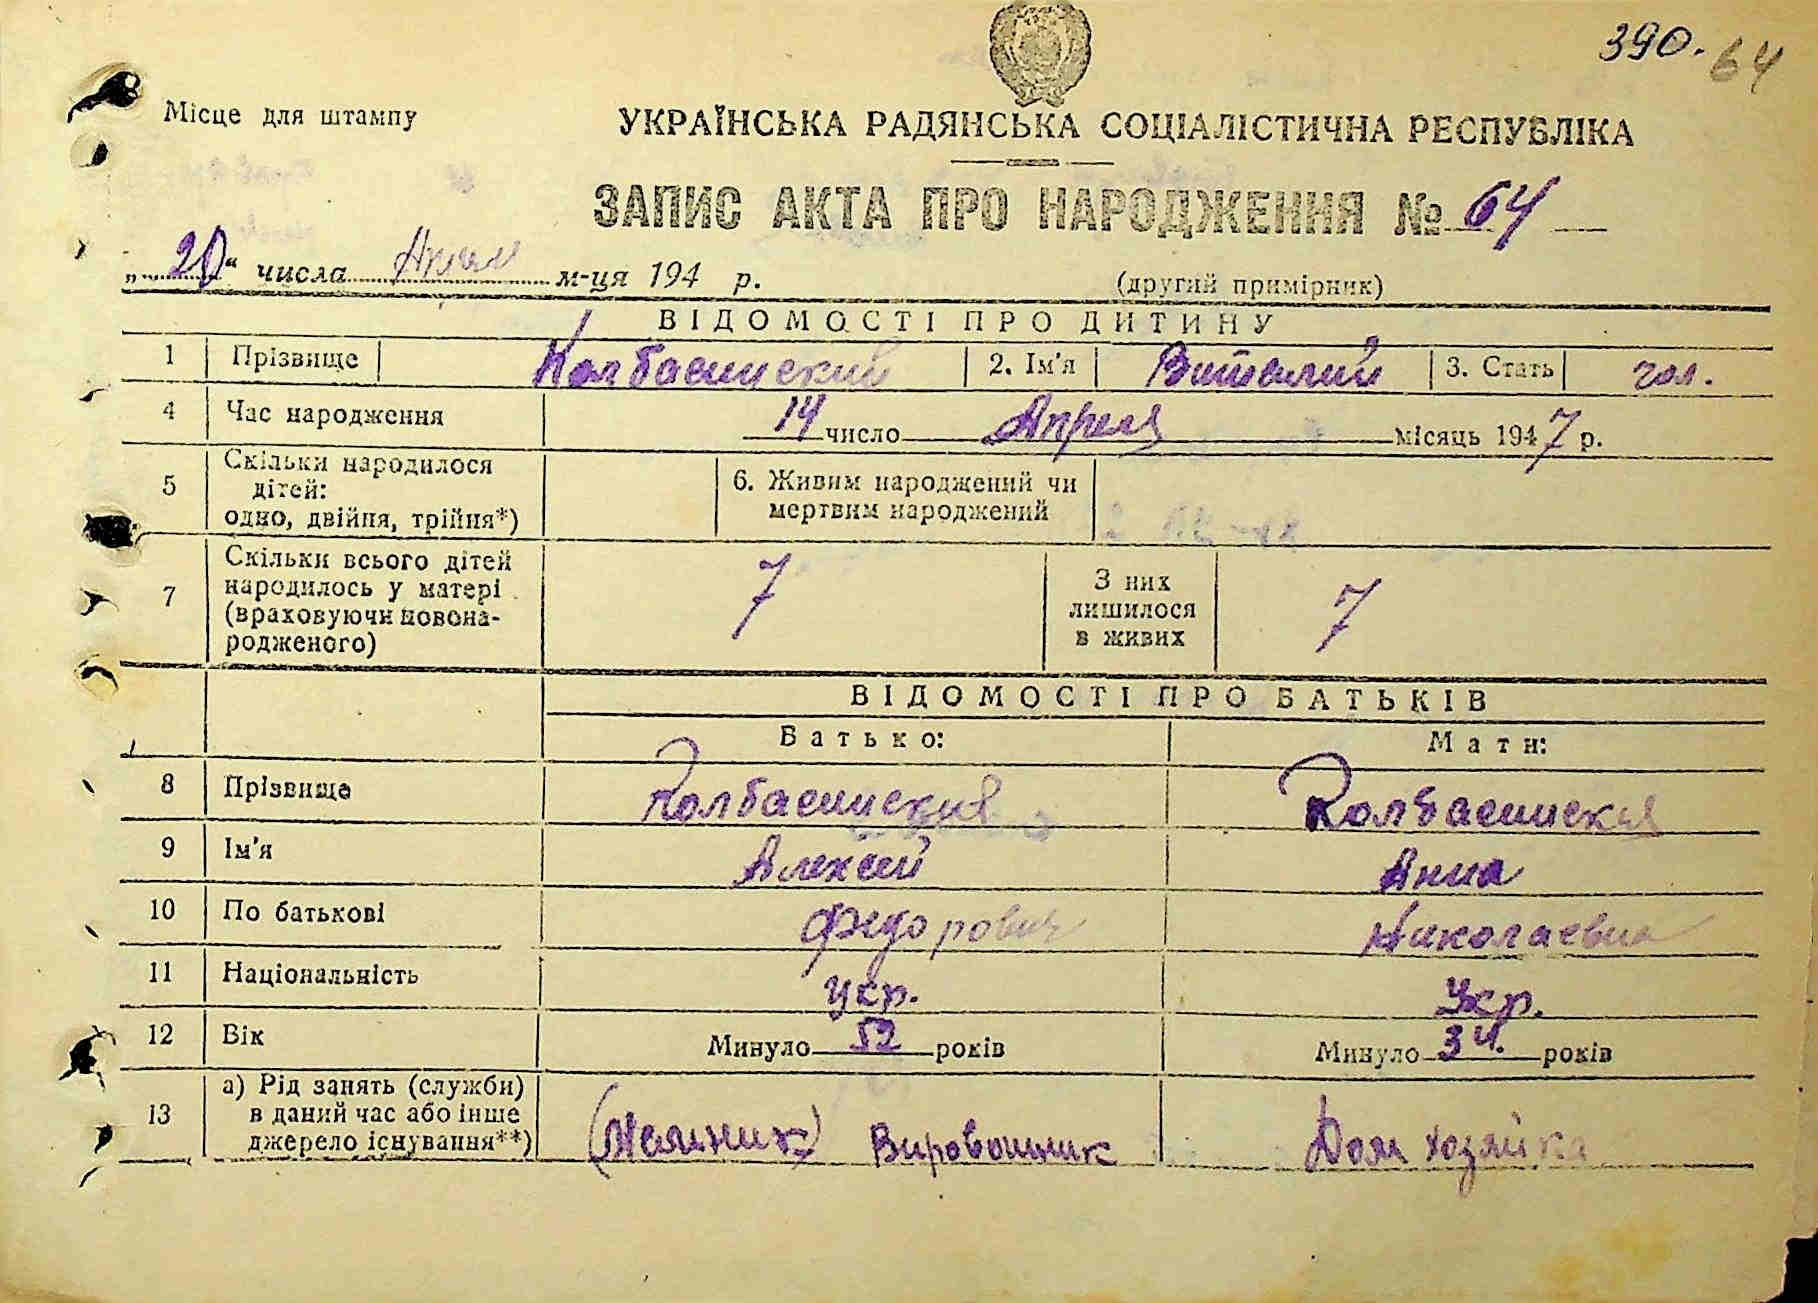 390. 64
Місце для штампу
УКРАЇНСЬКА РАДЯНСЬКА СОЦІАЛІСТИЧНА РЕСПУБЛІКА
ЗАПИС АКТА ПРО НАРОДЖЕННЯ № 64
„20“ числа м-ця 194 р.
(другий примірник)
ВІДОМОСТІ ПРО ДИТИНУ
1 Прізвище Колбасинский 2. Ім'я Виталий 3. Стать чол.
4 Час народження 14 число Апреля місяць 1947 р.
5 Скільки народилося дітей: одно, двійня, трійня*) 6. Живим народжений чи мертвим народжений
7 Скільки всього дітей народилось у матері (враховуючи новонародженого) 7 З них лишилося в живих 7
ВІДОМОСТІ ПРО БАТЬКІВ
Батько: Мати:
8 Прізвище Колбасинский Колбасинская
9 Ім'я Алексей Анна
10 По батькові Федорович Николаевна
11 Національність укр. Укр.
12 Вік Минуло 52 років Минуло 34. років
13 а) Рід занять (служби) в даний час або інше джерело існування**) Дом хозяйка